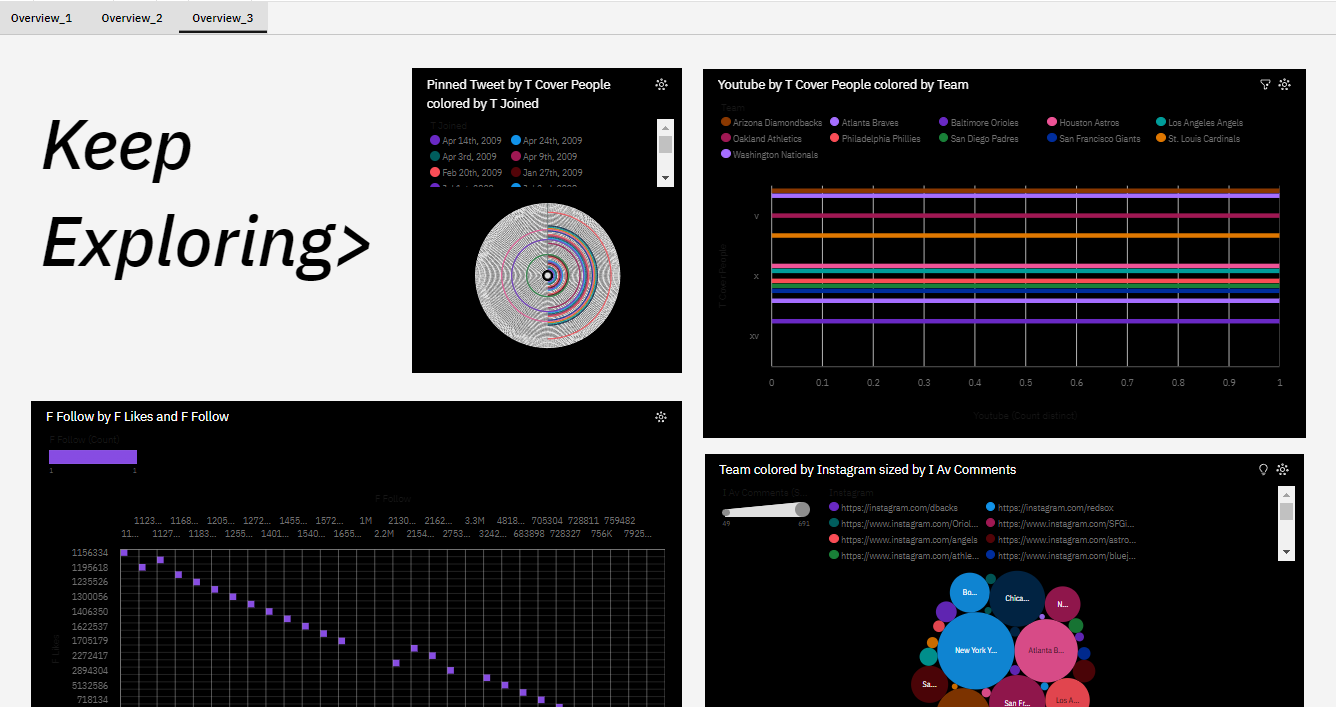 Overview_1 Overview_2 Overview_3
Keep
Exploring>
Pinned Tweet by T Cover People
colored by T Joined
T Joined
Apr 14th, 2009 Apr 24th, 2009
Apr 3rd, 2009 Apr 9th, 2009
Feb 20th, 2009 Jan 27th, 2009
Youtube by T Cover People colored by Team
Team
Arizona Diamondbacks Atlanta Braves Baltimore Orioles Houston Astros Los Angeles Angels
Oakland Athletics Philadelphia Phillies San Diego Padres San Francisco Giants St. Louis Cardinals
Washington Nationals
T Cover People
V
X
XV
0 0.1 0.2 0.3 0.4 0.5 0.6 0.7 0.8 0.9 1
Youtube (Count distinct)
F Follow by F Likes and F Follow
F Follow (Count)
1 1
F Follow
1123... 1168... 1205... 1272... 1455... 1572... 1M 2130... 2162... 3.3M 4818... 705304 728811 759482
11... 1127... 1183... 1255... 1401... 1540... 1655... 2.2M 2154... 2753... 3242... 683898 728327 756K 7925...
F Likes
1156334
1195618
1235526
1300056
1406350
1622537
1705179
2272417
2894304
5132586
718134
Team colored by Instagram sized by I Av Comments
I Av Comments (S... Instagram
49 691
https://instagram.com/dbacks https://instagram.com/redsox
https://www.instagram.com/Oriol... https://www.instagram.com/SFGi...
https://www.instagram.com/angels https://www.instagram.com/astro...
https://www.instagram.com/athle... https://www.instagram.com/bluej...
Bo... Chica... N...
New York Y... Atlanta B...
Sa... San Fr... Los A...